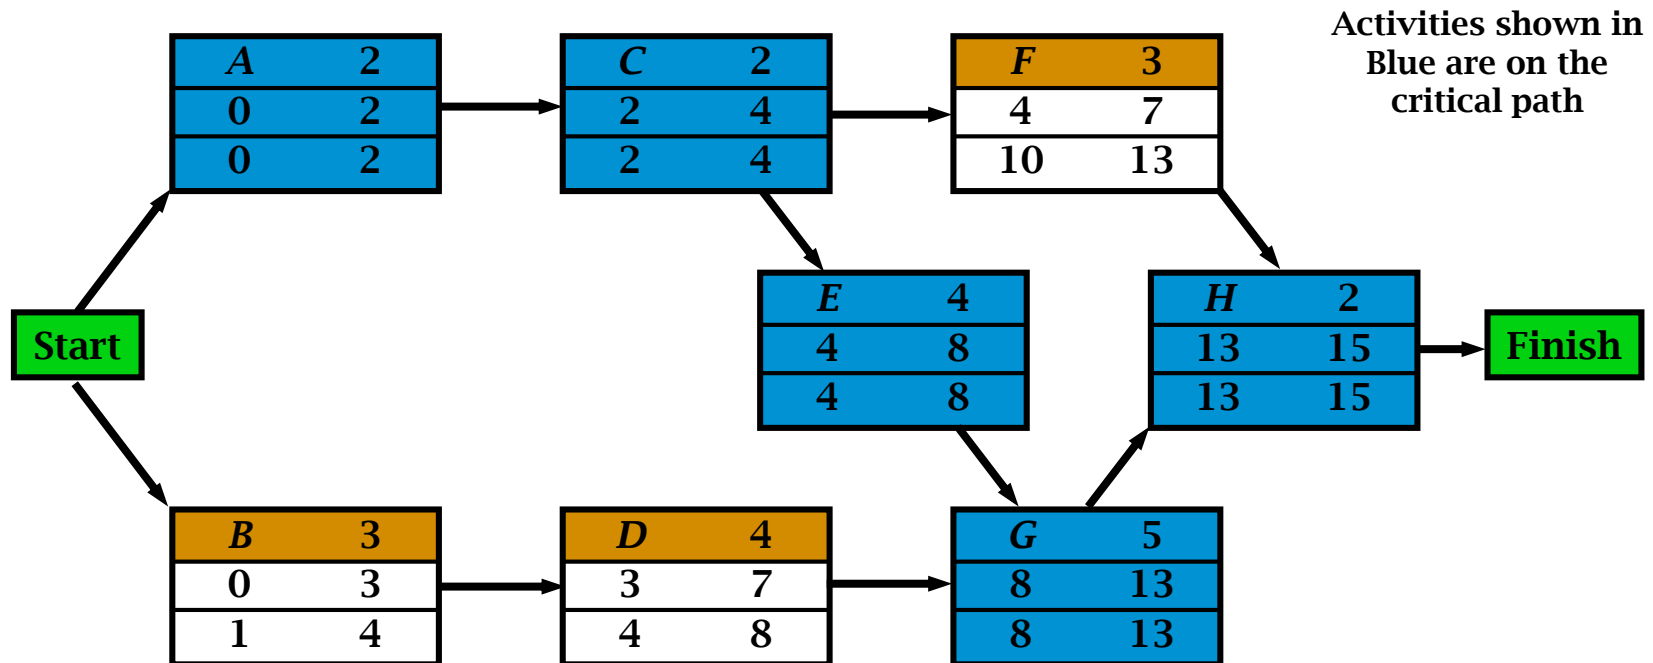 Activities shown in
Blue are on the
critical path
A 2
0 2
0 2
C 2
2 4
2 4
F 3
4 7
10 13
Start
E 4
4 8
4 8
H 2
13 15
13 15
Finish
B 3
0 3
1 4
D 4
3 7
4 8
G 5
8 13
8 13